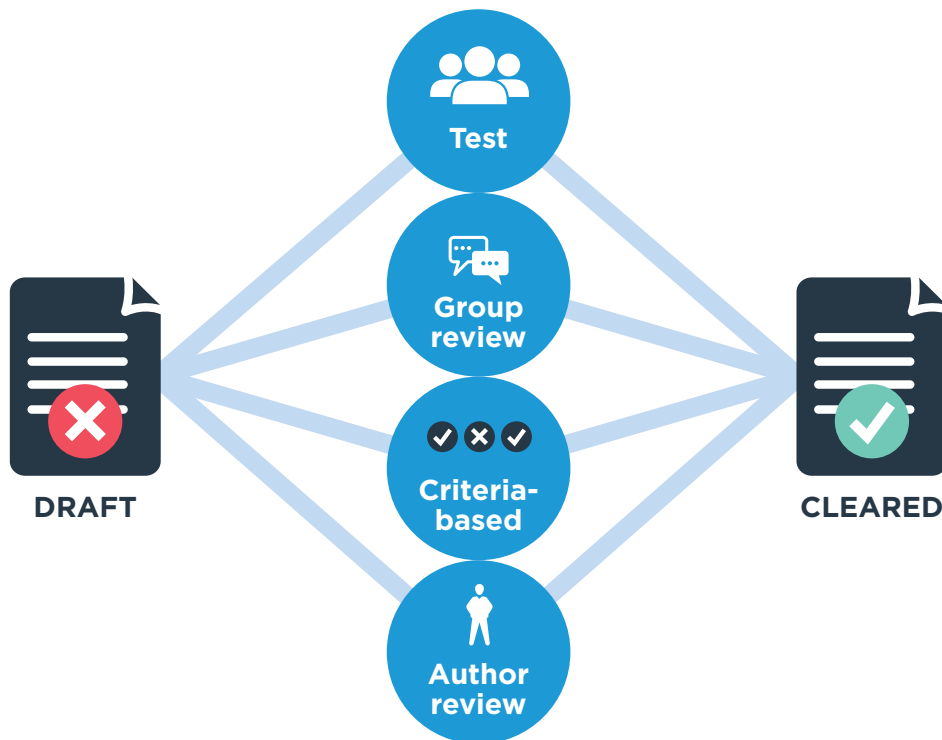 Test
Group
review
DRAFT
CLEARED
Criteria-
based
Author
review